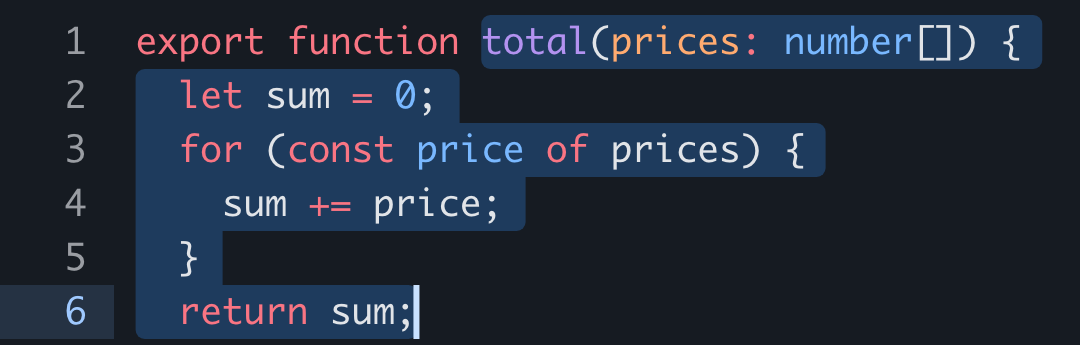 1 export function total(prices: number[]) {
2   let sum = 0;
3   for (const price of prices) {
4     sum += price;
5   }
6   return sum;